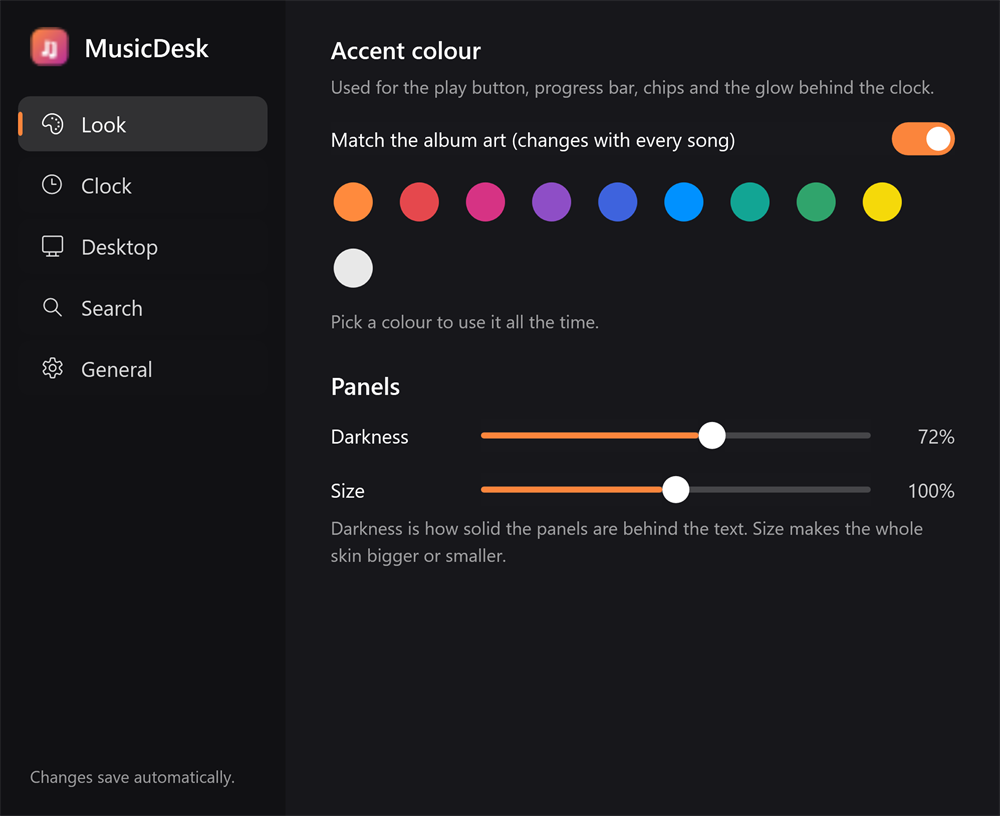 MusicDesk
Look
Clock
Desktop
Search
General
Changes save automatically.
Accent colour
Used for the play button, progress bar, chips and the glow behind the clock.
Match the album art (changes with every song)
Pick a colour to use it all the time.
Panels
Darkness 72%
Size 100%
Darkness is how solid the panels are behind the text. Size makes the whole
skin bigger or smaller.